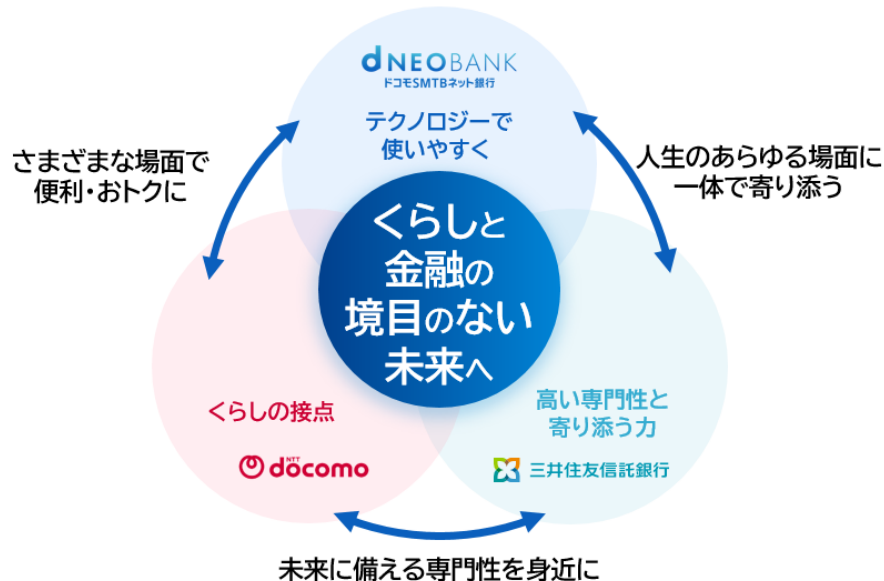 d NEOBANK
ドコモSMTBネット銀行
テクノロジーで
使いやすく
さまざまな場面で
便利・おトクに
人生のあらゆる場面に
一体で寄り添う
くらしと
金融の
境目のない
未来へ
くらしの接点
NTT
döcomo
高い専門性と
寄り添う力
三井住友信託銀行
未来に備える専門性を身近に